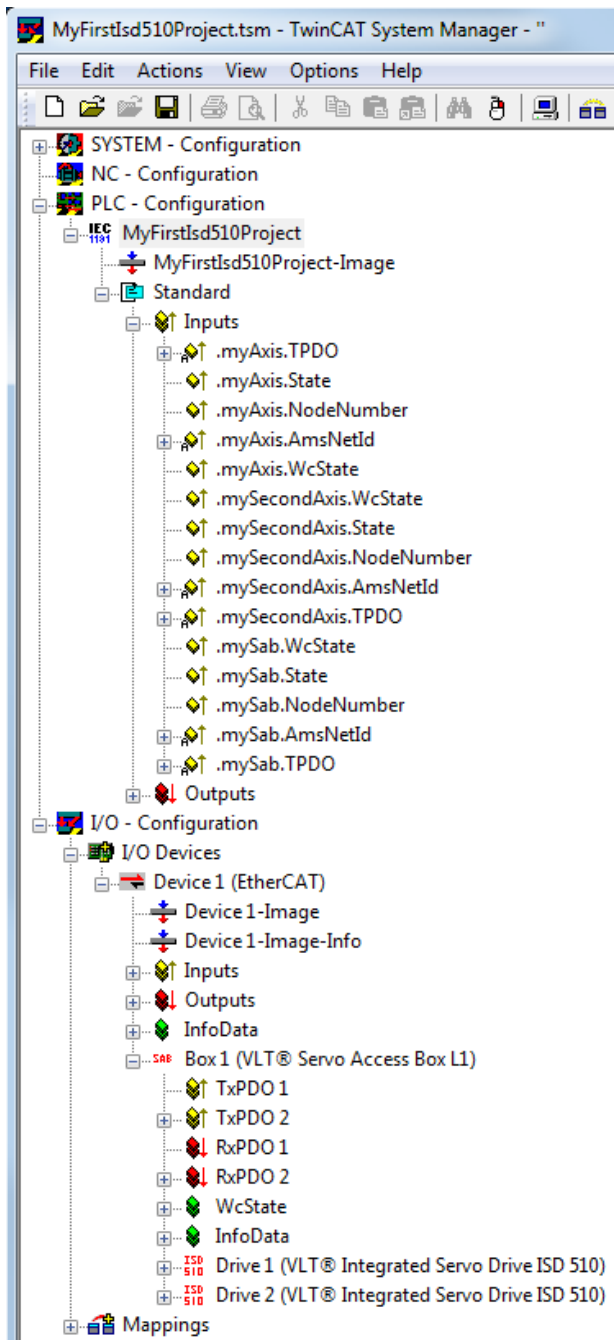 MyFirstIsd510Project.tsm - TwinCAT System Manager - "
File Edit Actions View Options Help
SYSTEM - Configuration
NC - Configuration
PLC - Configuration
IEC 1131 MyFirstIsd510Project
MyFirstIsd510Project-Image
Standard
Inputs
.myAxis.TPDO
.myAxis.State
.myAxis.NodeNumber
.myAxis.AmsNetId
.myAxis.WcState
.mySecondAxis.WcState
.mySecondAxis.State
.mySecondAxis.NodeNumber
.mySecondAxis.AmsNetId
.mySecondAxis.TPDO
.mySab.WcState
.mySab.State
.mySab.NodeNumber
.mySab.AmsNetId
.mySab.TPDO
Outputs
I/O - Configuration
I/O Devices
Device 1 (EtherCAT)
Device 1-Image
Device 1-Image-Info
Inputs
Outputs
InfoData
SAB Box 1 (VLT® Servo Access Box L1)
TxPDO 1
TxPDO 2
RxPDO 1
RxPDO 2
WcState
InfoData
ISD 510 Drive 1 (VLT® Integrated Servo Drive ISD 510)
ISD 510 Drive 2 (VLT® Integrated Servo Drive ISD 510)
Mappings